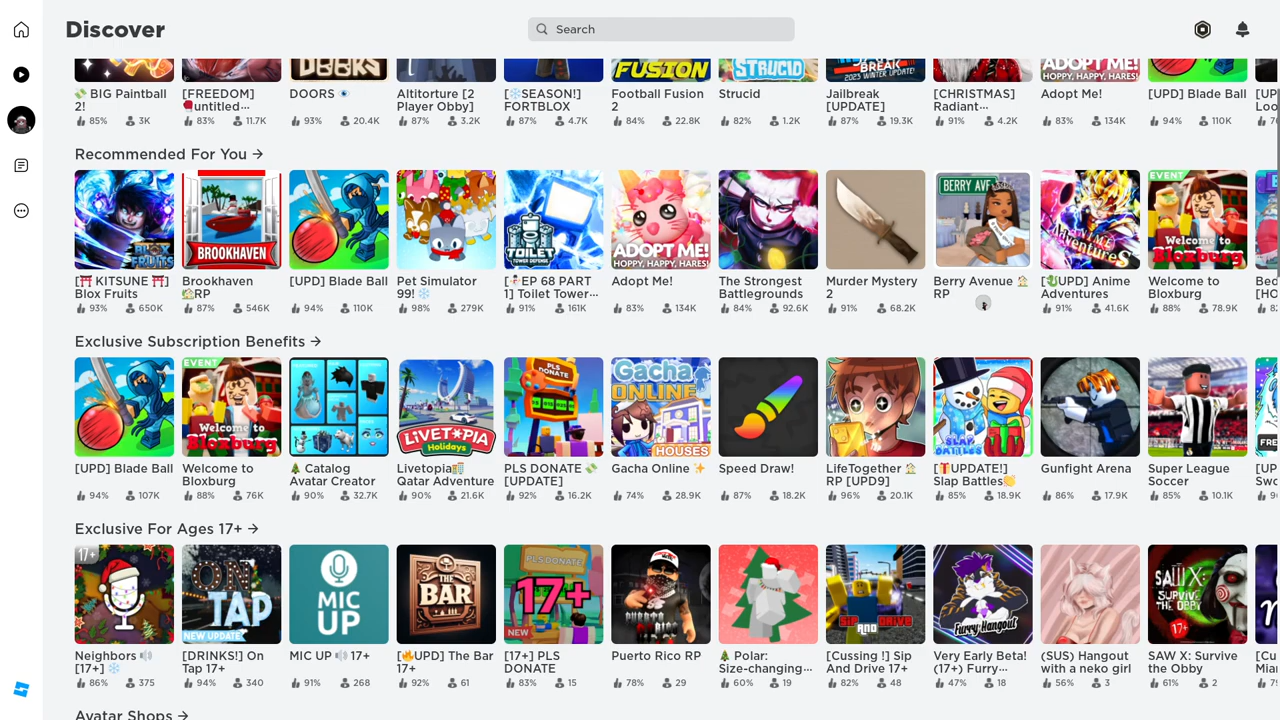 Discover
Search
BIG Paintball 2!
[FREEDOM] untitled...
DOORS
Altitorture [2 Player Obby]
[SEASON!] FORTBLOX
Football Fusion 2
Strucid
Jailbreak [UPDATE]
[CHRISTMAS] Radiant...
Adopt Me!
[UPD] Blade Ball
85% 3K
83% 11.7K
93% 20.4K
87% 3.2K
87% 4.7K
84% 22.8K
82% 1.2K
87% 19.3K
91% 4.2K
83% 134K
94% 110K
Recommended For You →
[⛩ KITSUNE ⛩] Blox Fruits
Brookhaven RP
[UPD] Blade Ball
Pet Simulator 99!
[EP 68 PART 1] Toilet Tower...
Adopt Me!
The Strongest Battlegrounds
Murder Mystery 2
Berry Avenue RP
[UPD] Anime Adventures
Welcome to Bloxburg
93% 650K
87% 546K
94% 110K
98% 279K
91% 161K
83% 134K
84% 92.6K
91% 68.2K
91% 41.6K
88% 78.9K
Exclusive Subscription Benefits →
[UPD] Blade Ball
Welcome to Bloxburg
Catalog Avatar Creator
Livetopia Qatar Adventure
PLS DONATE [UPDATE]
Gacha Online
Speed Draw!
LifeTogether RP [UPD9]
[UPDATE!] Slap Battles
Gunfight Arena
Super League Soccer
94% 107K
88% 76K
90% 32.7K
90% 21.6K
92% 16.2K
74% 28.9K
87% 18.2K
96% 20.1K
85% 18.9K
86% 17.9K
85% 10.1K
Exclusive For Ages 17+ →
Neighbors [17+]
[DRINKS!] On Tap 17+
MIC UP 17+
[UPD] The Bar 17+
[17+] PLS DONATE
Puerto Rico RP
Polar: Size-changing...
[Cussing !] Sip And Drive 17+
Very Early Beta! (17+) Furry...
(SUS) Hangout with a neko girl
SAW X: Survive the Obby
86% 375
94% 340
91% 268
92% 61
83% 15
78% 29
60% 19
82% 48
47% 18
56% 3
61% 2
Avatar Shops →